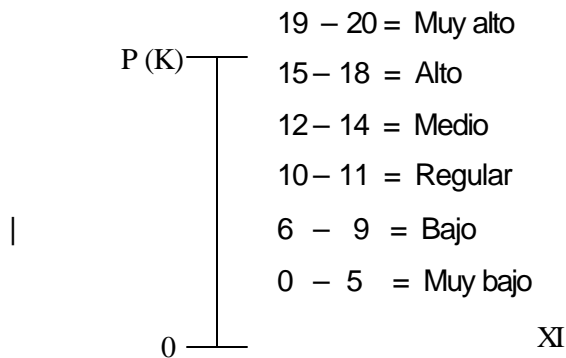 19 – 20 = Muy alto
P (K)
15 – 18 = Alto
12 – 14 = Medio
10 – 11 = Regular
|
6 – 9 = Bajo
0 – 5 = Muy bajo
0
XI